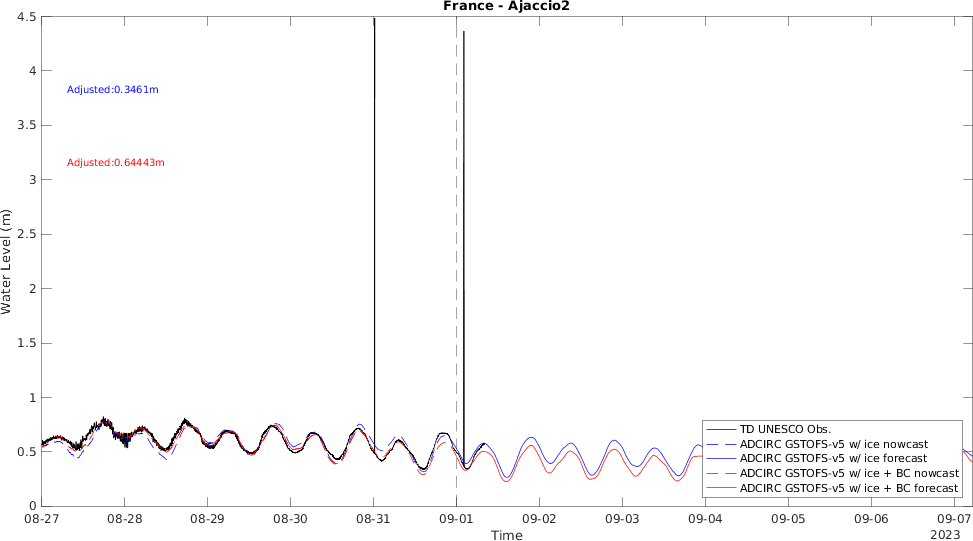 France - Ajaccio2
4.5
4
3.5
3
2.5
2
1.5
1
0.5
0
Water Level (m)
Adjusted:0.3461m
Adjusted:0.64443m
TD UNESCO Obs.
ADCIRC GSTOFS-v5 w/ ice nowcast
ADCIRC GSTOFS-v5 w/ ice forecast
ADCIRC GSTOFS-v5 w/ ice + BC nowcast
ADCIRC GSTOFS-v5 w/ ice + BC forecast
08-27 08-28 08-29 08-30 08-31 09-01 09-02 09-03 09-04 09-05 09-06 09-07
Time
2023